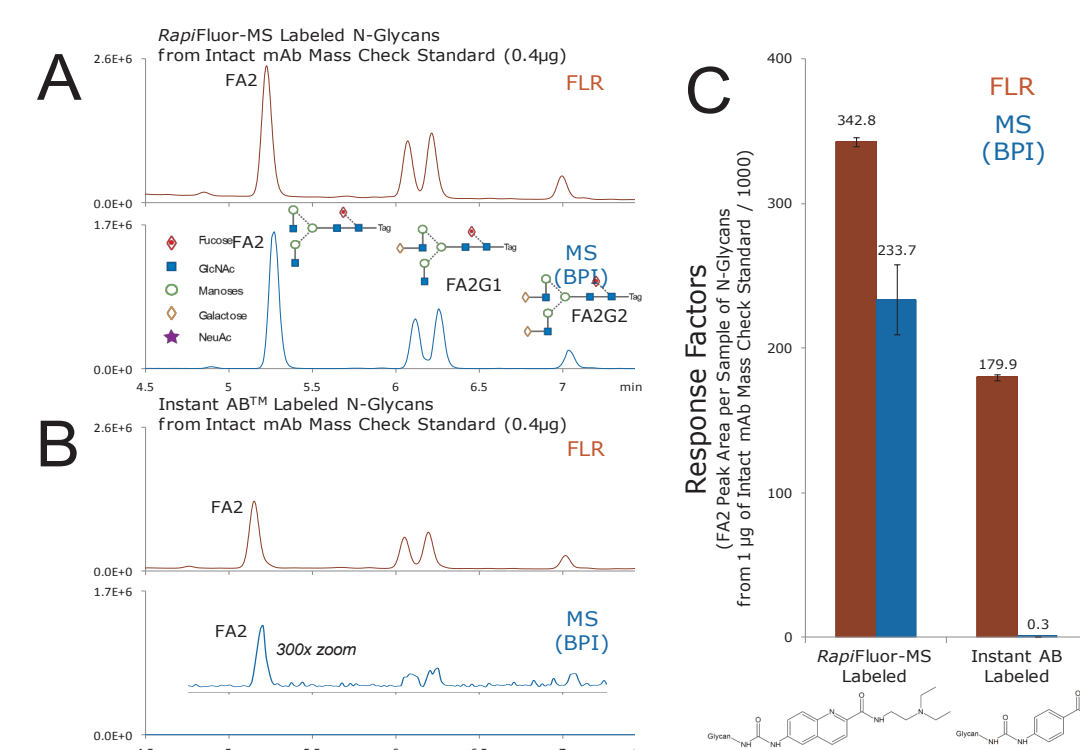 A
RapiFluor-MS Labeled N-Glycans
from Intact mAb Mass Check Standard (0.4µg)
2.6E+6
FA2
FLR
0.0E+0
1.7E+6
Fucose
FA2
GlcNAc
Manoses
Galactose
NeuAc
Tag
Tag
FA2G1
MS
(BPI)
Tag
FA2G2
0.0E+0
4.5
5
5.5
6
6.5
7
min
B
Instant AB™ Labeled N-Glycans
from Intact mAb Mass Check Standard (0.4µg)
2.6E+6
FLR
FA2
0.0E+0
1.7E+6
FA2
300x zoom
MS
(BPI)
0.0E+0
C
Response Factors
(FA2 Peak Area per Sample of N-Glycans
from 1 µg of Intact mAb Mass Check Standard / 1000)
400
300
200
100
0
FLR
MS
(BPI)
342.8
233.7
179.9
0.3
RapiFluor-MS
Labeled
Instant AB
Labeled
Glycan
NH
O
NH
N
O
NH
N
Glycan
NH
O
NH